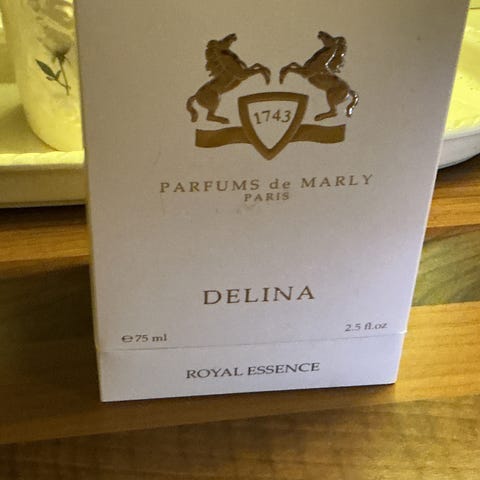 1743
PARFUMS de MARLY
PARIS
DELINA
℮75 ml 2.5 fl.oz
ROYAL ESSENCE